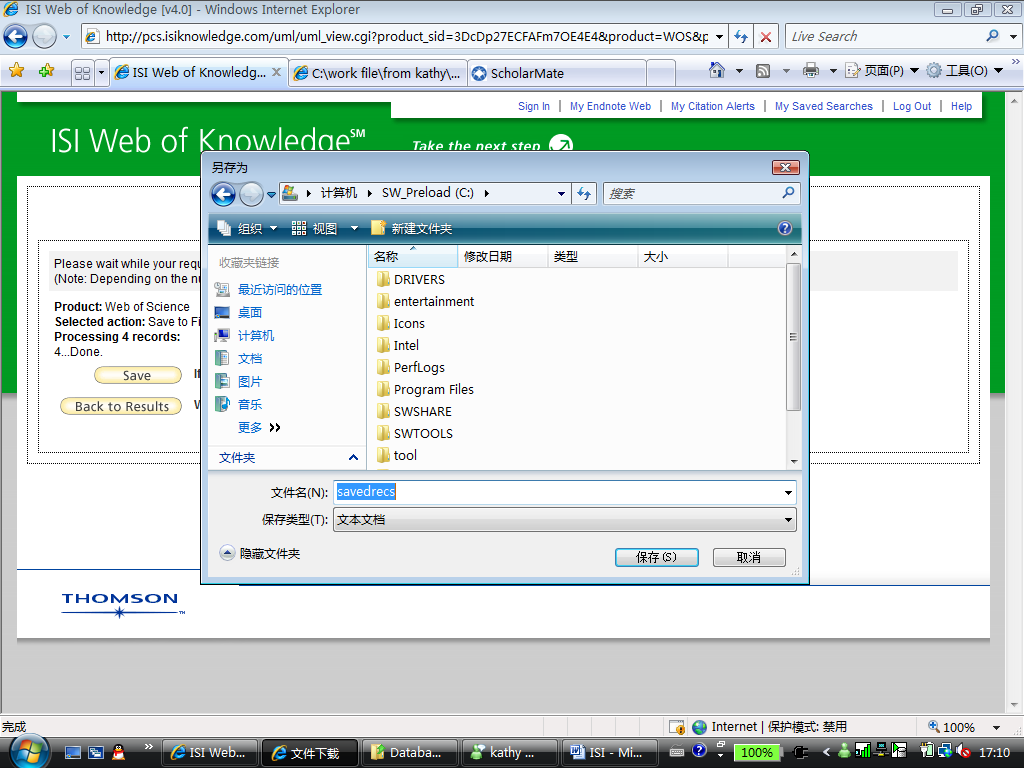 ISI Web of Knowledge [v4.0] - Windows Internet Explorer
http://pcs.isiknowledge.com/uml/uml_view.cgi?product_sid=3DcDp27ECFAFm7OE4E4&product=WOS&p
Live Search
ISI Web of Knowledg...
C:\work file\from kathy\...
ScholarMate
页面(P)
工具(O)
Sign In | My Endnote Web | My Citation Alerts | My Saved Searches | Log Out | Help
ISI Web of Knowledge℠
Take the next step
另存为
计算机 SW_Preload (C:)
搜索
组织 视图 新建文件夹
收藏夹链接
最近访问的位置
桌面
计算机
文档
图片
音乐
更多 >>
文件夹
名称 修改日期 类型 大小
DRIVERS
entertainment
Icons
Intel
PerfLogs
Program Files
SWSHARE
SWTOOLS
tool
文件名(N): savedrecs
保存类型(T): 文本文档
隐藏文件夹
保存(S) 取消
Please wait while your requ
(Note: Depending on the nu
Product: Web of Science
Selected action: Save to Fi
Processing 4 records:
4...Done.
Save
Back to Results
THOMSON
完成
Internet | 保护模式: 禁用
100%
ISI Web...
文件下载
Databa...
kathy ...
ISI - Mi...
100%
17:10